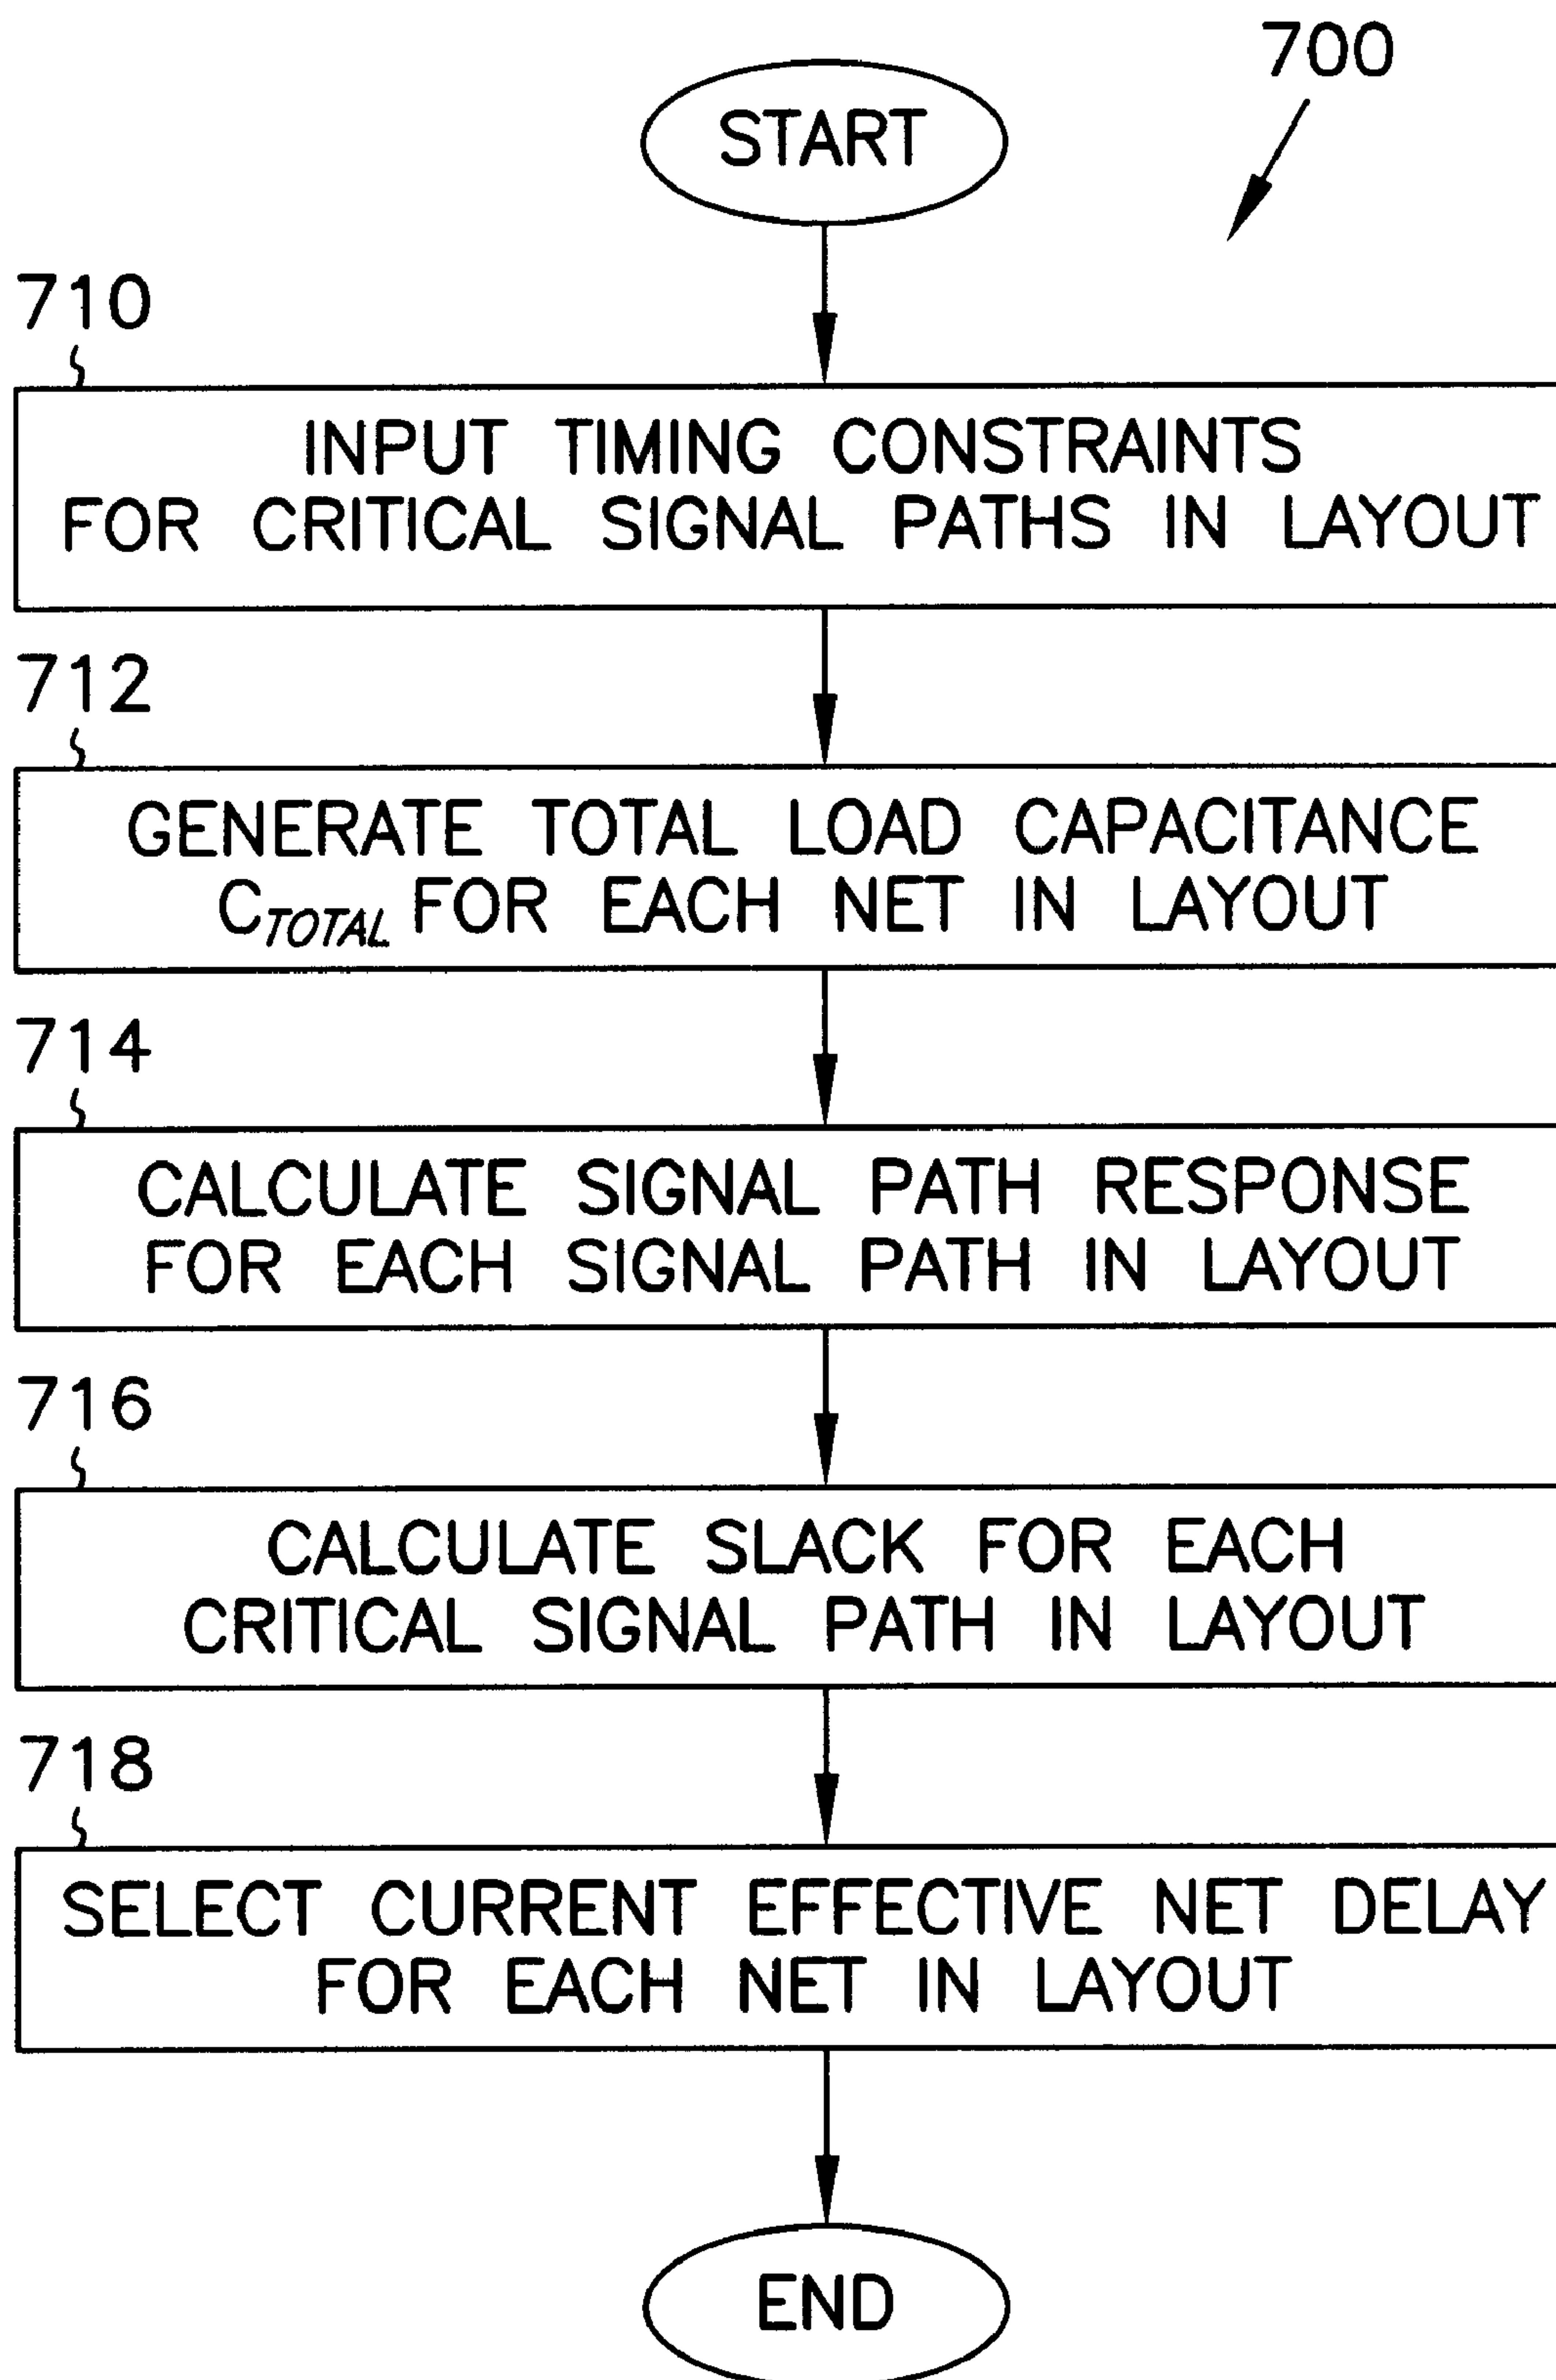 700
START
710
INPUT TIMING CONSTRAINTS
FOR CRITICAL SIGNAL PATHS IN LAYOUT
712
GENERATE TOTAL LOAD CAPACITANCE
C_TOTAL FOR EACH NET IN LAYOUT
714
CALCULATE SIGNAL PATH RESPONSE
FOR EACH SIGNAL PATH IN LAYOUT
716
CALCULATE SLACK FOR EACH
CRITICAL SIGNAL PATH IN LAYOUT
718
SELECT CURRENT EFFECTIVE NET DELAY
FOR EACH NET IN LAYOUT
END